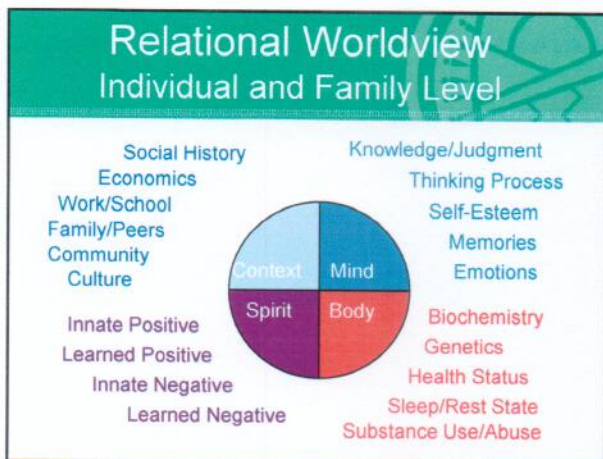 Relational Worldview
Individual and Family Level
Social History
Economics
Work/School
Family/Peers
Community
Culture
Knowledge/Judgment
Thinking Process
Self-Esteem
Memories
Emotions
Context
Mind
Spirit
Body
Innate Positive
Learned Positive
Innate Negative
Learned Negative
Biochemistry
Genetics
Health Status
Sleep/Rest State
Substance Use/Abuse